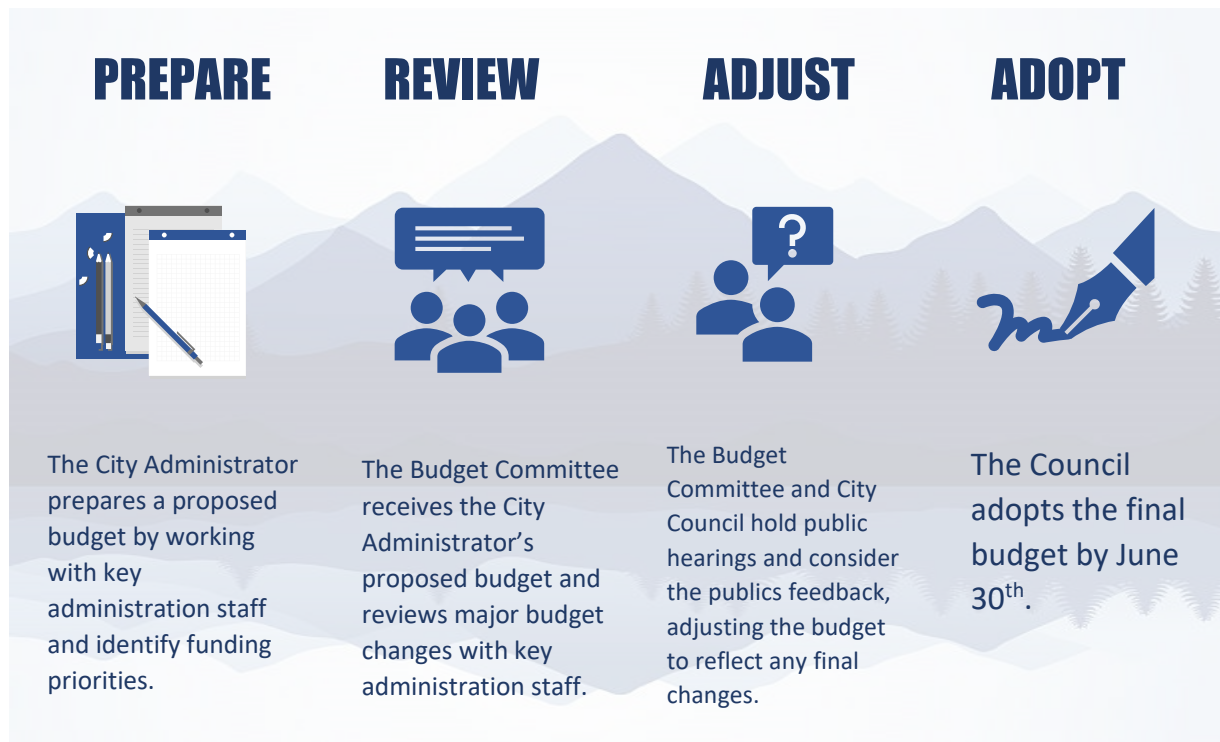 PREPARE
The City Administrator
prepares a proposed
budget by working
with key
administration staff
and identify funding
priorities.
REVIEW
The Budget Committee
receives the City
Administrator’s
proposed budget and
reviews major budget
changes with key
administration staff.
ADJUST
?
The Budget
Committee and City
Council hold public
hearings and consider
the publics feedback,
adjusting the budget
to reflect any final
changes.
ADOPT
The Council
adopts the final
budget by June
30th.